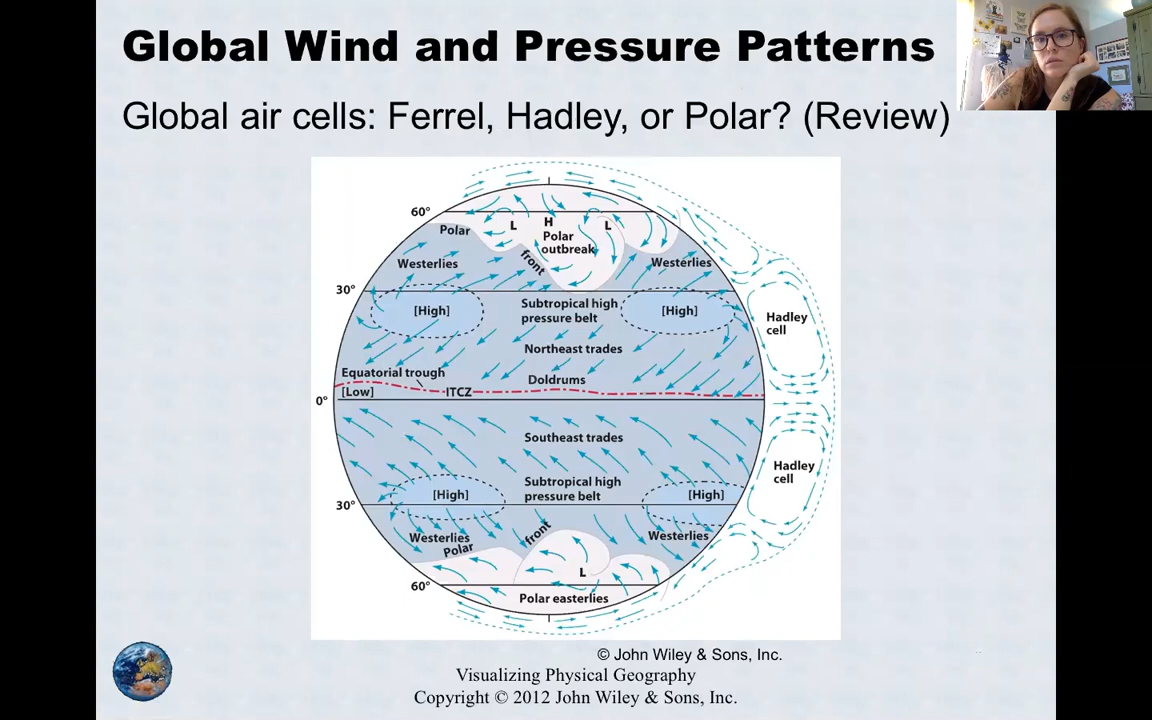 Global Wind and Pressure Patterns
Global air cells: Ferrel, Hadley, or Polar? (Review)
60°
Polar
L
H
L
Polar
outbreak
front
Westerlies
Westerlies
30°
[High]
Subtropical high
pressure belt
[High]
Hadley
cell
Northeast trades
Equatorial trough
Doldrums
[Low]
ITCZ
0°
Southeast trades
Hadley
cell
Subtropical high
pressure belt
[High]
[High]
30°
Westerlies
Polar
front
Westerlies
L
60°
Polar easterlies
© John Wiley & Sons, Inc.
Visualizing Physical Geography
Copyright © 2012 John Wiley & Sons, Inc.